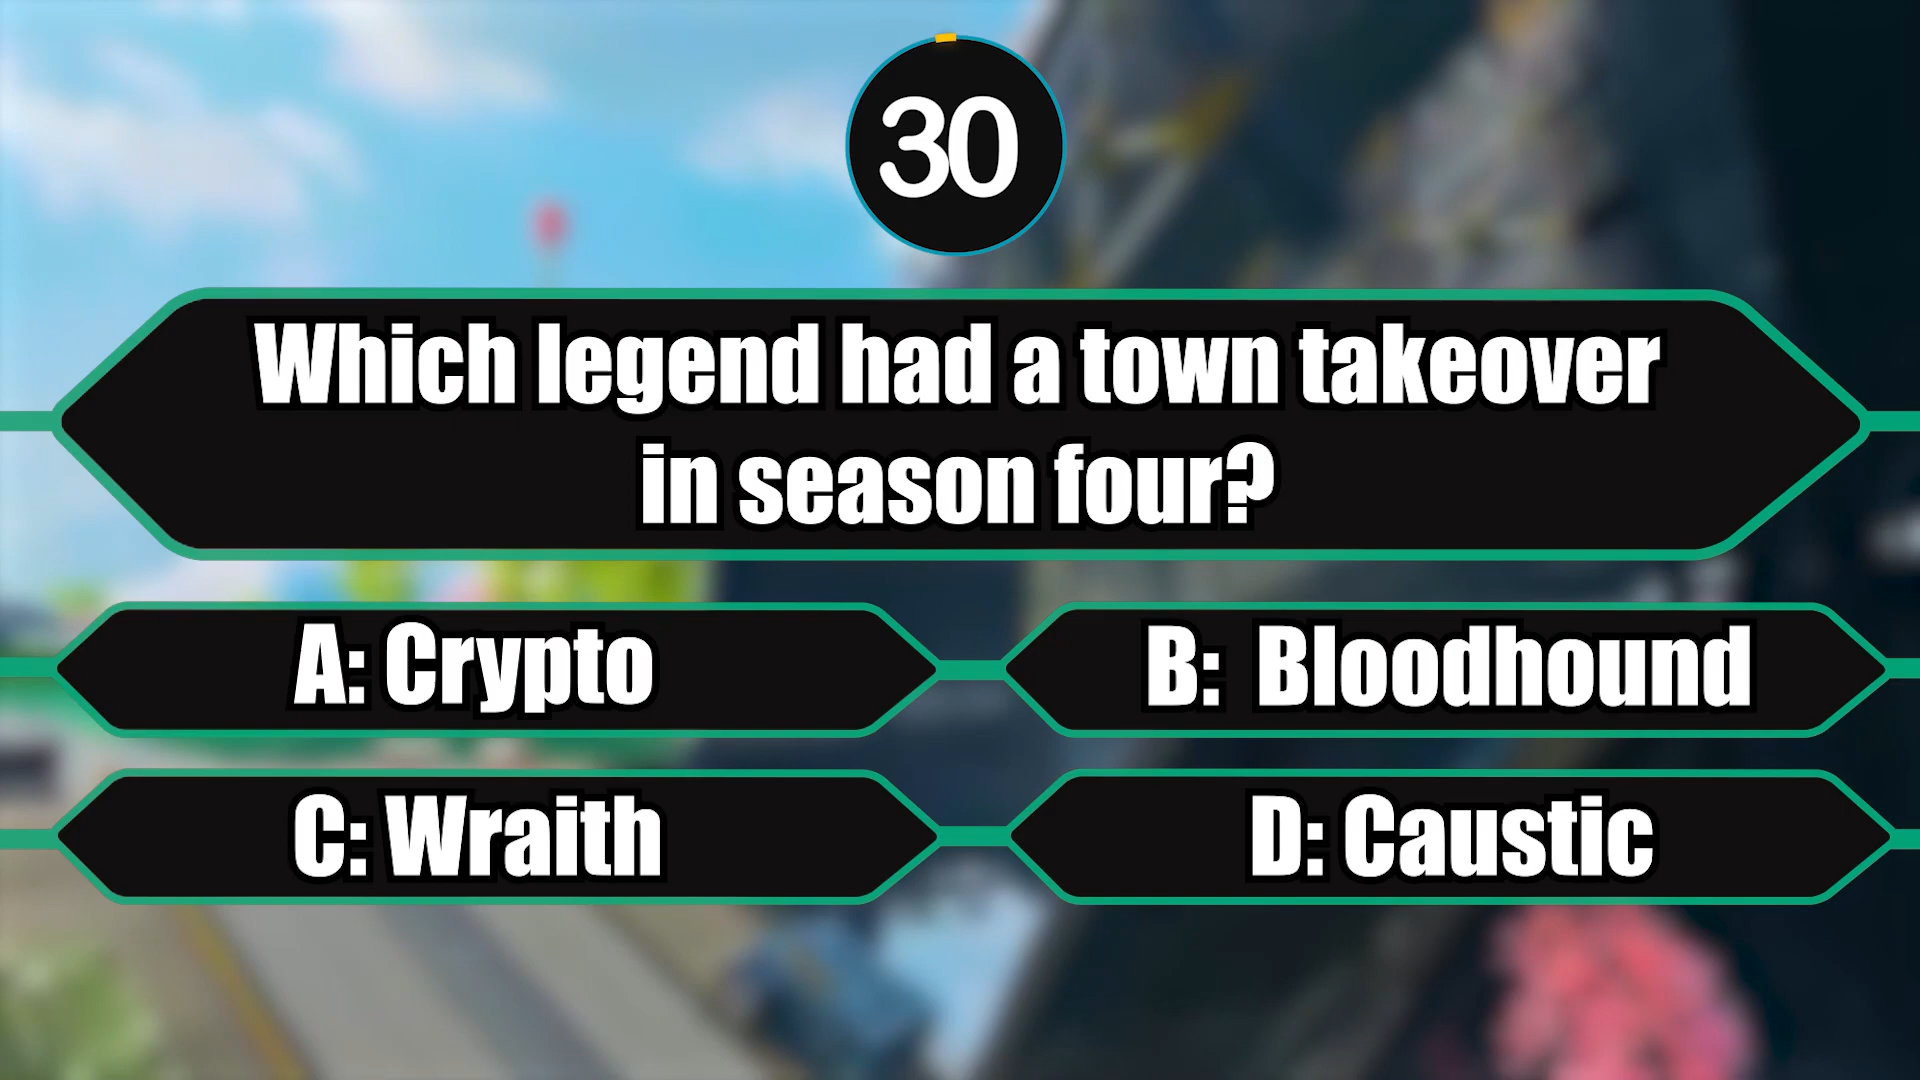 30
Which legend had a town takeover
in season four?
A: Crypto
B: Bloodhound
C: Wraith
D: Caustic